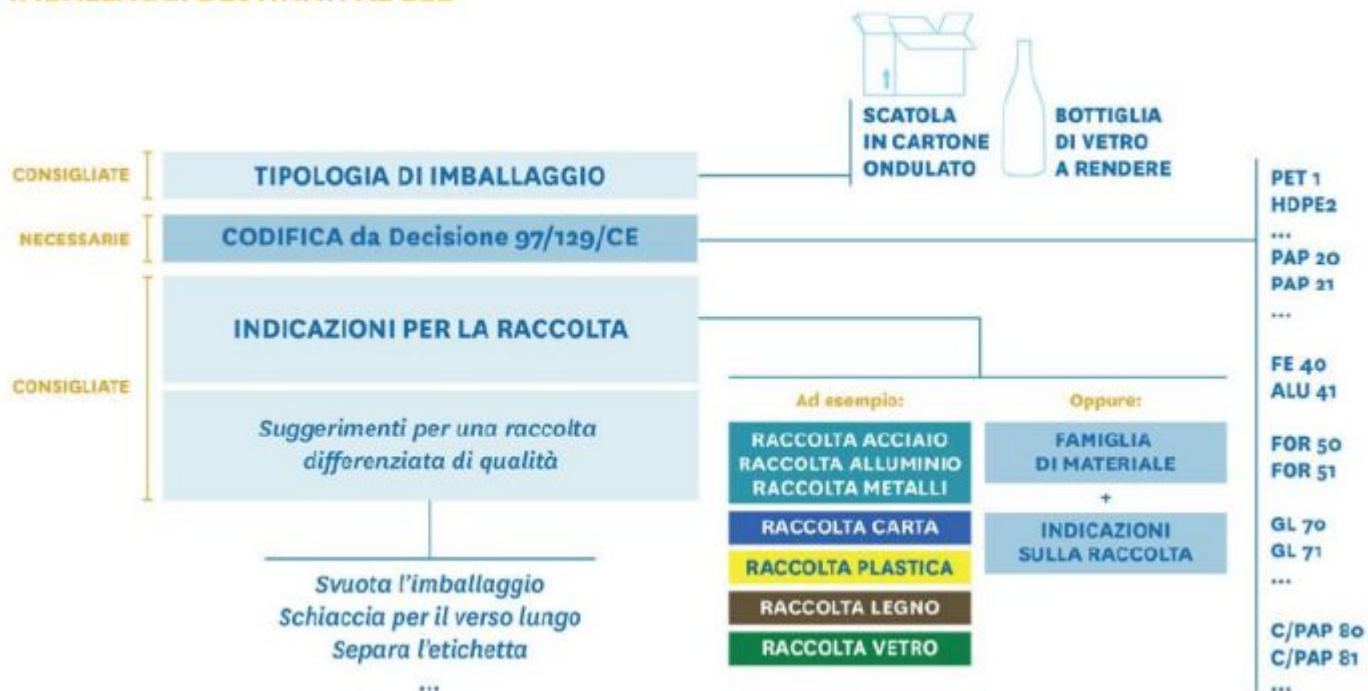 SCATOLA
IN CARTONE
ONDULATO
BOTTIGLIA
DI VETRO
A RENDERE
CONSIGLIATE
TIPOLOGIA DI IMBALLAGGIO
NECESSARIE
CODIFICA da Decisione 97/129/CE
CONSIGLIATE
INDICAZIONI PER LA RACCOLTA
Suggerimenti per una raccolta
differenziata di qualità
Svuota l'imballaggio
Schiaccia per il verso lungo
Separa l'etichetta
...
Ad esempio:
RACCOLTA ACCIAIO
RACCOLTA ALLUMINIO
RACCOLTA METALLI
RACCOLTA CARTA
RACCOLTA PLASTICA
RACCOLTA LEGNO
RACCOLTA VETRO
Oppure:
FAMIGLIA
DI MATERIALE
+
INDICAZIONI
SULLA RACCOLTA
PET 1
HDPE2
...
PAP 20
PAP 21
...
FE 40
ALU 41
FOR 50
FOR 51
GL 70
GL 71
...
C/PAP 80
C/PAP 81
...